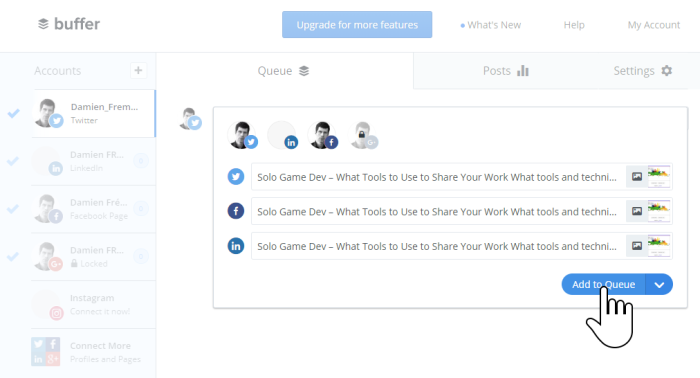 buffer
Upgrade for more features
What's New
Help
My Account
Accounts
+
Queue
Posts
Settings
Damien_Frem...
Twitter
Damien FR...
LinkedIn
Damien Fré...
Facebook Page
Damien FR...
Locked
Instagram
Connect it now!
Connect More
Profiles and Pages
Solo Game Dev – What Tools to Use to Share Your Work What tools and techni...
Solo Game Dev – What Tools to Use to Share Your Work What tools and techni...
Solo Game Dev – What Tools to Use to Share Your Work What tools and techni...
Add to Queue